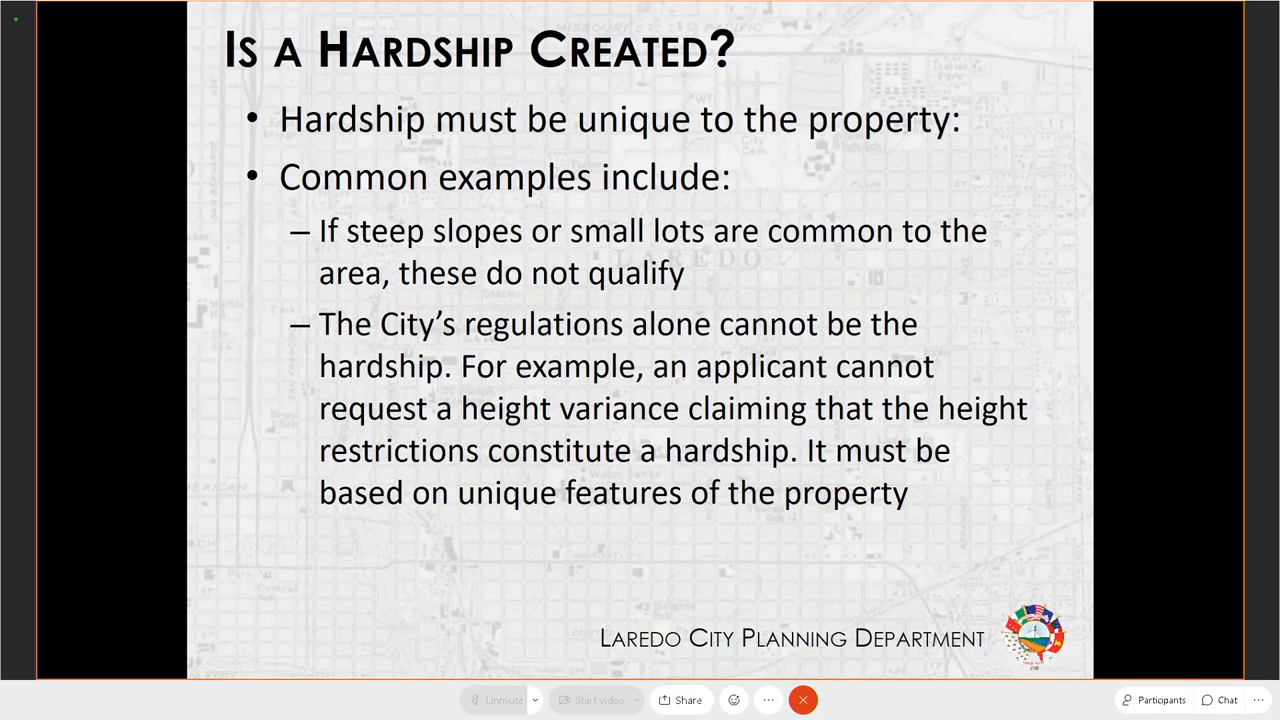 IS A HARDSHIP CREATED?
• Hardship must be unique to the property:
• Common examples include:
– If steep slopes or small lots are common to the
area, these do not qualify
– The City’s regulations alone cannot be the
hardship. For example, an applicant cannot
request a height variance claiming that the height
restrictions constitute a hardship. It must be
based on unique features of the property
LAREDO
LAREDO CITY PLANNING DEPARTMENT
Unmute
Start video
Share
Participants
Chat